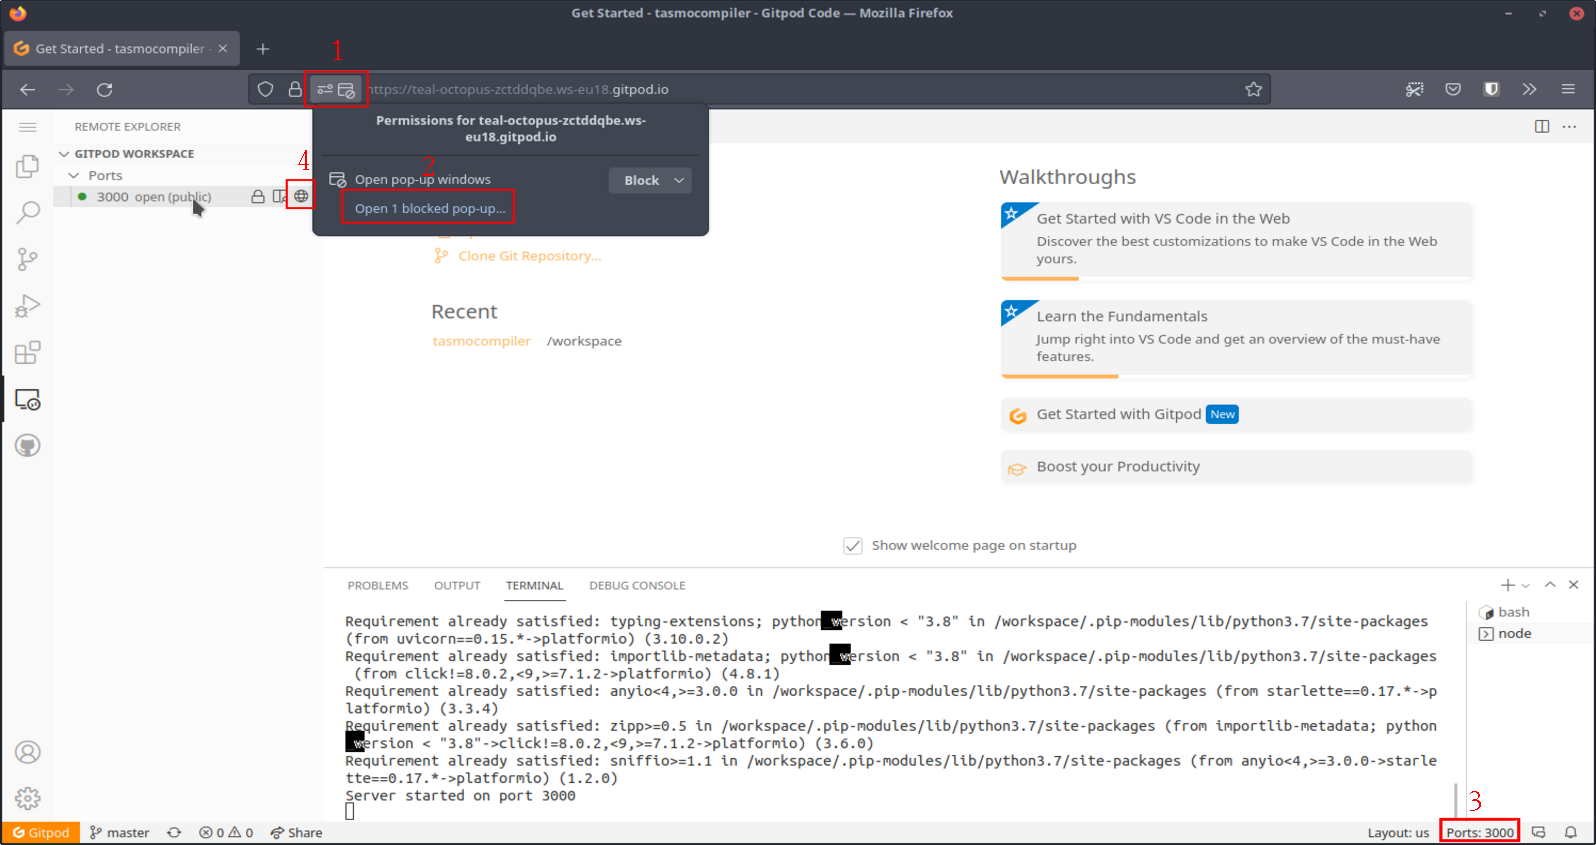 Get Started - tasmocompiler - Gitpod Code — Mozilla Firefox
Get Started - tasmocompiler -
1
https://teal-octopus-zctddqbe.ws-eu18.gitpod.io
REMOTE EXPLORER
GITPOD WORKSPACE
Ports
3000 open (public)
4
Permissions for teal-octopus-zctddqbe.ws-
eu18.gitpod.io
2
Open pop-up windows
Block
Open 1 blocked pop-up...
Clone Git Repository...
Recent
tasmocompiler /workspace
Walkthroughs
Get Started with VS Code in the Web
Discover the best customizations to make VS Code in the Web
yours.
Learn the Fundamentals
Jump right into VS Code and get an overview of the must-have
features.
Get Started with Gitpod New
Boost your Productivity
Show welcome page on startup
PROBLEMS OUTPUT TERMINAL DEBUG CONSOLE
Requirement already satisfied: typing-extensions; python_version < "3.8" in /workspace/.pip-modules/lib/python3.7/site-packages
(from uvicorn==0.15.*->platformio) (3.10.0.2)
Requirement already satisfied: importlib-metadata; python_version < "3.8" in /workspace/.pip-modules/lib/python3.7/site-packages
(from click!=8.0.2,<9,>=7.1.2->platformio) (4.8.1)
Requirement already satisfied: anyio<4,>=3.0.0 in /workspace/.pip-modules/lib/python3.7/site-packages (from starlette==0.17.*->p
latformio) (3.3.4)
Requirement already satisfied: zipp>=0.5 in /workspace/.pip-modules/lib/python3.7/site-packages (from importlib-metadata; python
_version < "3.8"->click!=8.0.2,<9,>=7.1.2->platformio) (3.6.0)
Requirement already satisfied: sniffio>=1.1 in /workspace/.pip-modules/lib/python3.7/site-packages (from anyio<4,>=3.0.0->starle
tte==0.17.*->platformio) (1.2.0)
Server started on port 3000
bash
node
3
Gitpod master 0 0 Share
Layout: us Ports: 3000